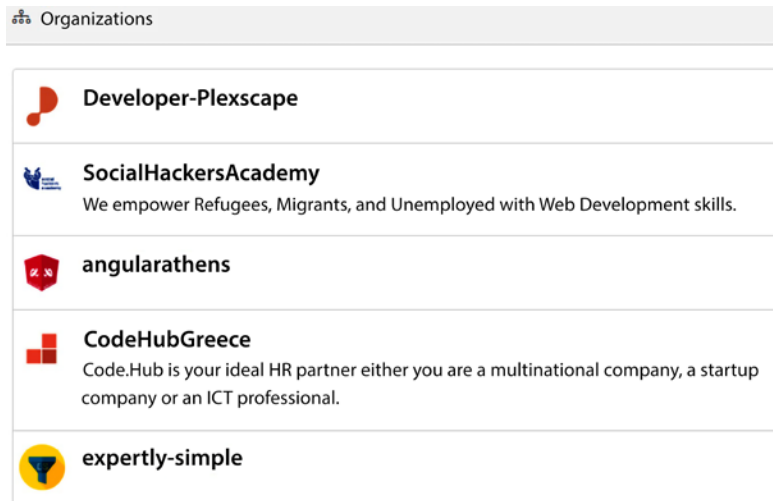 Organizations
Developer-Plexscape
SocialHackersAcademy
We empower Refugees, Migrants, and Unemployed with Web Development skills.
angularathens
CodeHubGreece
Code.Hub is your ideal HR partner either you are a multinational company, a startup
company or an ICT professional.
expertly-simple